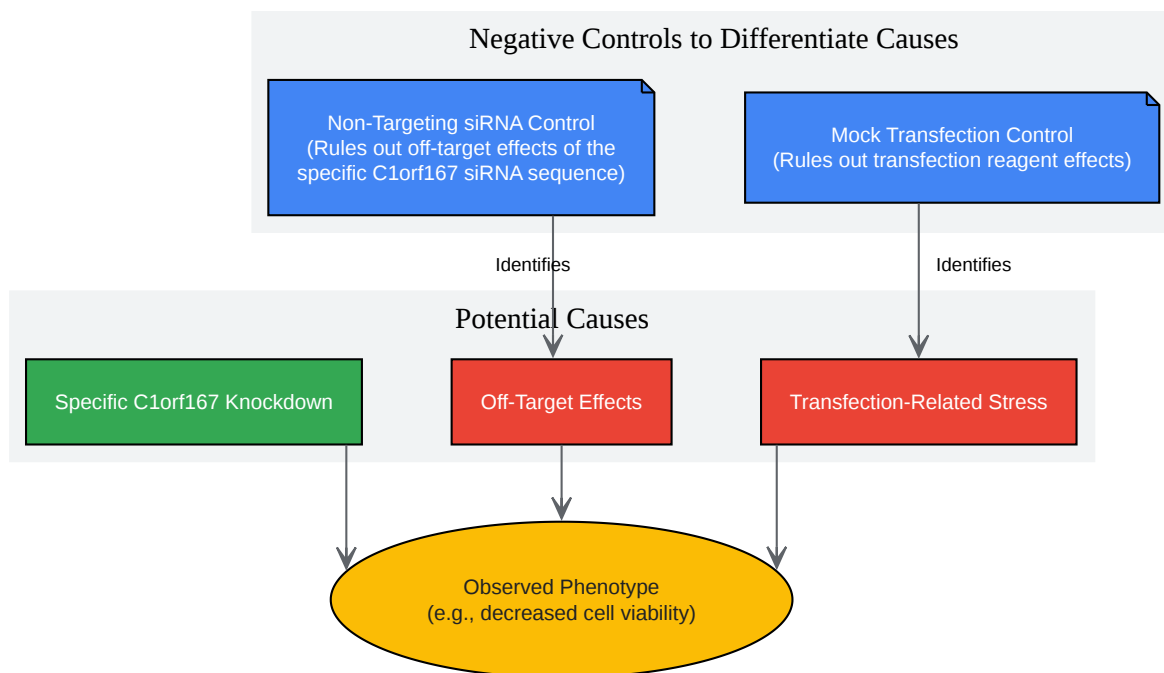 Negative Controls to Differentiate Causes
Non-Targeting siRNA Control
(Rules out off-target effects of the
specific C1orf167 siRNA sequence)
Mock Transfection Control
(Rules out transfection reagent effects)
Identifies
Identifies
Potential Causes
Specific C1orf167 Knockdown
Off-Target Effects
Transfection-Related Stress
Observed Phenotype
(e.g., decreased cell viability)